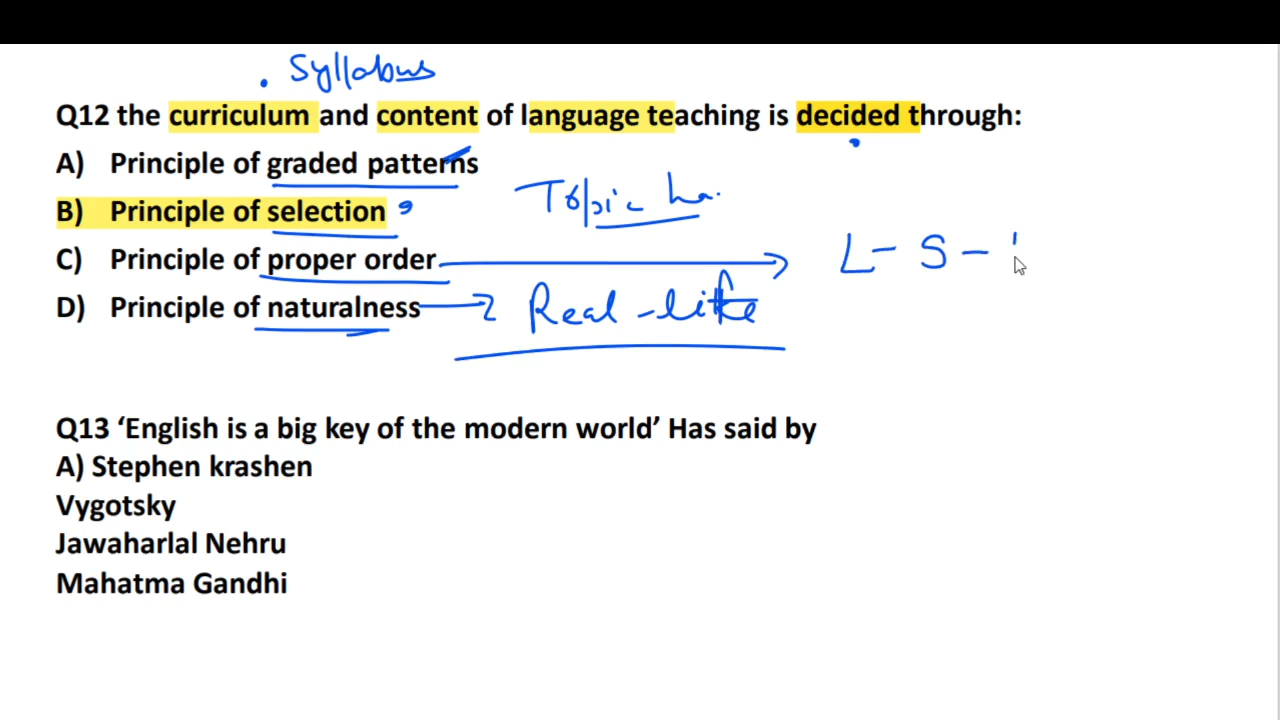 . Syllabus
Q12 the curriculum and content of language teaching is decided through:
A) Principle of graded patterns
B) Principle of selection
Topic
C) Principle of proper order
L - S -
D) Principle of naturalness
Real - life
Q13 ‘English is a big key of the modern world’ Has said by
A) Stephen krashen
Vygotsky
Jawaharlal Nehru
Mahatma Gandhi